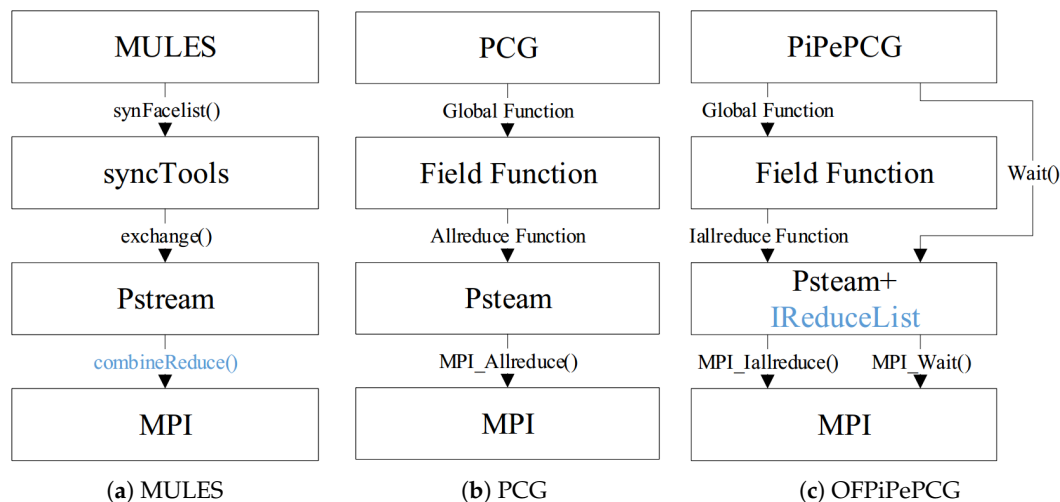 MULES
synFacelist()
syncTools
exchange()
Pstream
combineReduce()
MPI
(a) MULES
PCG
Global Function
Field Function
Allreduce Function
Psteam
MPI_Allreduce()
MPI
(b) PCG
PiPePCG
Global Function
Wait()
Field Function
Iallreduce Function
Psteam+
IReduceList
MPI_Iallreduce()
MPI_Wait()
MPI
(c) OFPiPePCG